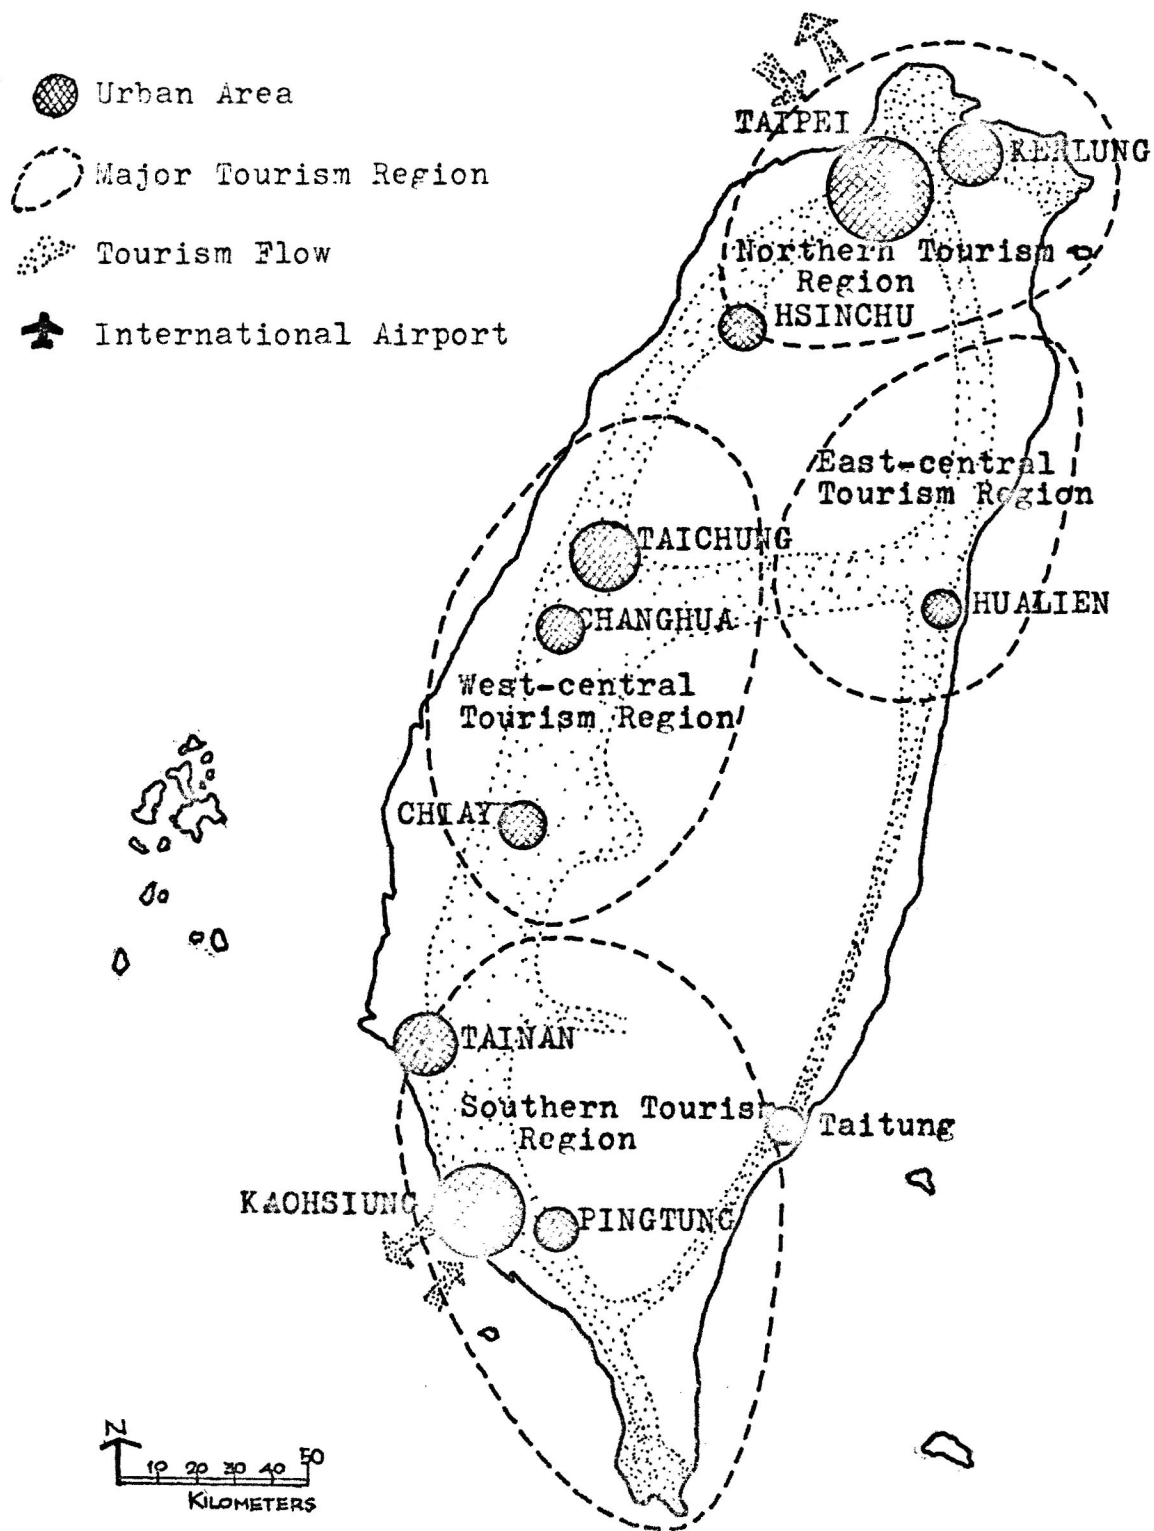 Urban Area
Major Tourism Region
Tourism Flow
International Airport
TAIPEI
KEELUNG
Northern Tourism
Region
HSINCHU
East-central
Tourism Region
TAICHUNG
CHANGHUA
HUALIEN
West-central
Tourism Region
CHIAYI
TAINAN
Southern Tourism
Region
Taitung
KAOHSIUNG
PINGTUNG
N
10 20 30 40 50
KILOMETERS